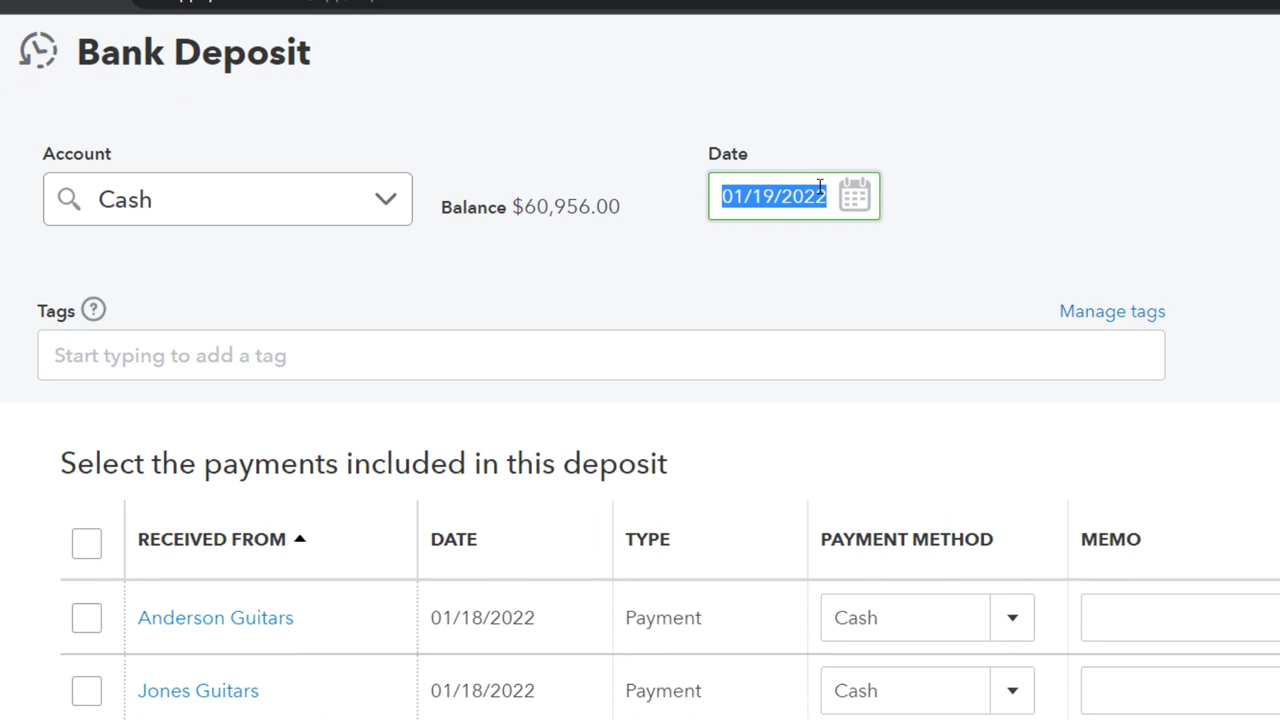 Bank Deposit
Account
Date
Cash
Balance $60,956.00
01/19/2022
Tags ?
Manage tags
Start typing to add a tag
Select the payments included in this deposit
RECEIVED FROM DATE TYPE PAYMENT METHOD MEMO
Anderson Guitars 01/18/2022 Payment Cash
Jones Guitars 01/18/2022 Payment Cash